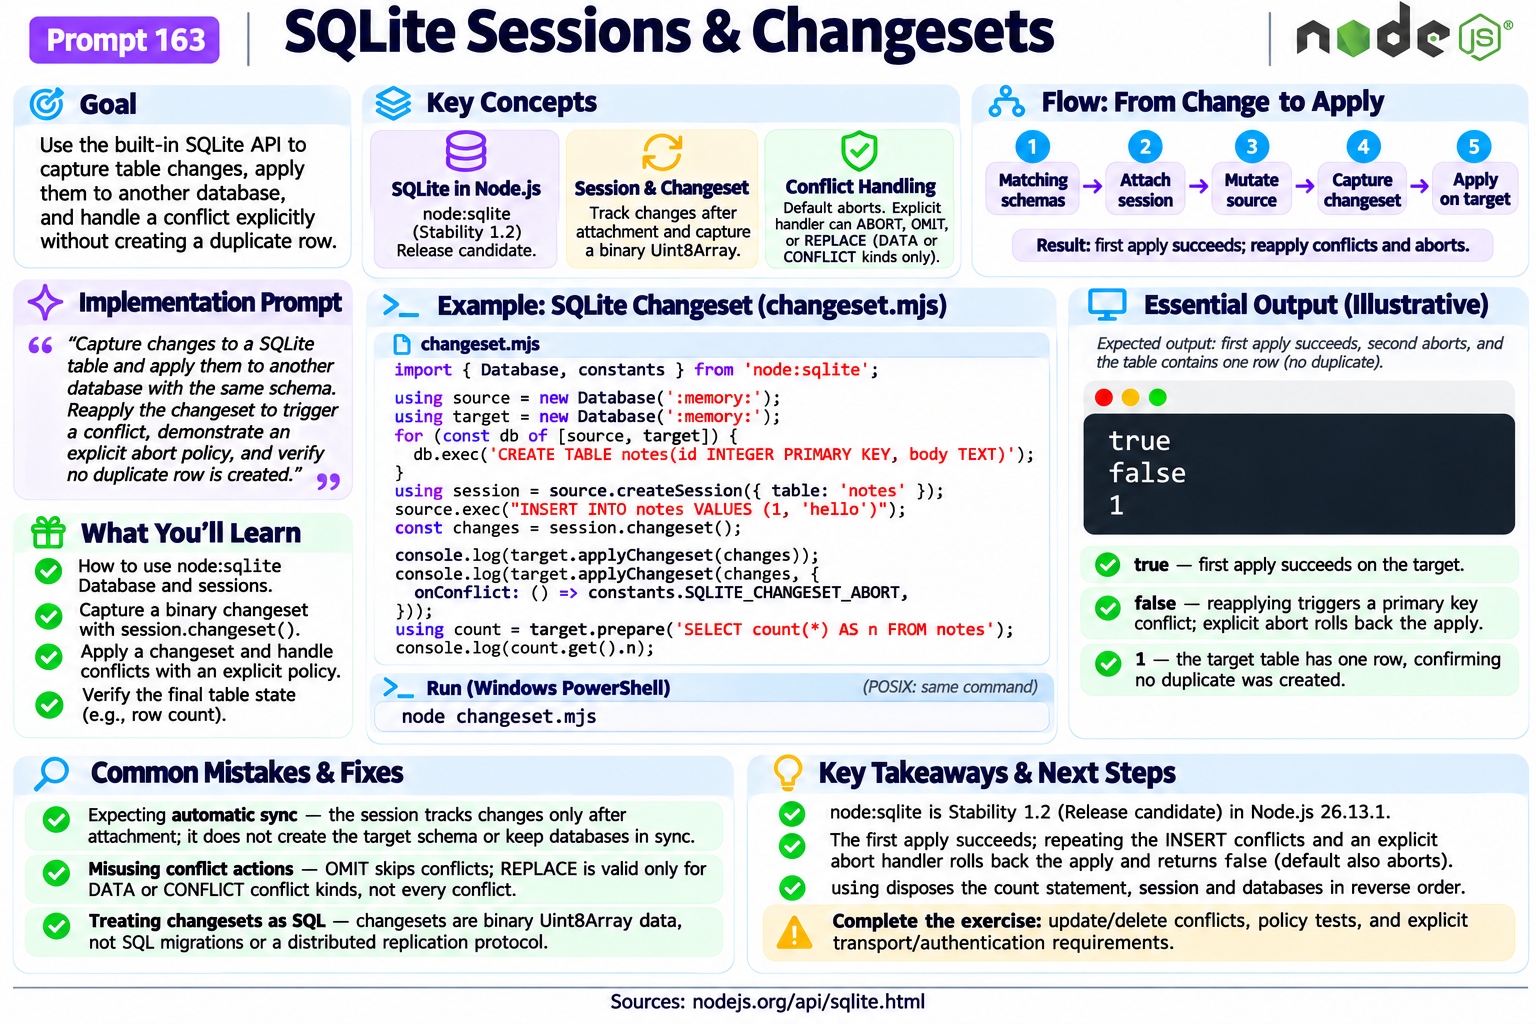 Prompt 163
SQLite Sessions & Changesets
node JS ®
Goal
Use the built-in SQLite API to
capture table changes, apply
them to another database,
and handle a conflict explicitly
without creating a duplicate row.
Key Concepts
SQLite in Node.js
node:sqlite
(Stability 1.2)
Release candidate.
Session & Changeset
Track changes after
attachment and capture
a binary Uint8Array.
Conflict Handling
Default aborts. Explicit
handler can ABORT, OMIT,
or REPLACE (DATA or
CONFLICT kinds only).
Flow: From Change to Apply
1
Matching
schemas
2
Attach
session
3
Mutate
source
4
Capture
changeset
5
Apply
on target
Result: first apply succeeds; reapply conflicts and aborts.
Implementation Prompt
“Capture changes to a SQLite
table and apply them to another
database with the same schema.
Reapply the changeset to trigger
a conflict, demonstrate an
explicit abort policy, and verify
no duplicate row is created.”
What You’ll Learn
How to use node:sqlite
Database and sessions.
Capture a binary changeset
with session.changeset().
Apply a changeset and handle
conflicts with an explicit policy.
Verify the final table state
(e.g., row count).
Example: SQLite Changeset (changeset.mjs)
changeset.mjs
import { Database, constants } from 'node:sqlite';
using source = new Database(':memory:');
using target = new Database(':memory:');
for (const db of [source, target]) {
db.exec('CREATE TABLE notes(id INTEGER PRIMARY KEY, body TEXT)');
}
using session = source.createSession({ table: 'notes' });
source.exec("INSERT INTO notes VALUES (1, 'hello')");
const changes = session.changeset();
console.log(target.applyChangeset(changes));
console.log(target.applyChangeset(changes, {
onConflict: () => constants.SQLITE_CHANGESET_ABORT,
}));
using count = target.prepare('SELECT count(*) AS n FROM notes');
console.log(count.get().n);
Run (Windows PowerShell)
(POSIX: same command)
node changeset.mjs
Essential Output (Illustrative)
Expected output: first apply succeeds, second aborts, and
the table contains one row (no duplicate).
true
false
1
true — first apply succeeds on the target.
false — reapplying triggers a primary key
conflict; explicit abort rolls back the apply.
1 — the target table has one row, confirming
no duplicate was created.
Common Mistakes & Fixes
Expecting automatic sync — the session tracks changes only after
attachment; it does not create the target schema or keep databases in sync.
Misusing conflict actions — OMIT skips conflicts; REPLACE is valid only for
DATA or CONFLICT conflict kinds, not every conflict.
Treating changesets as SQL — changesets are binary Uint8Array data,
not SQL migrations or a distributed replication protocol.
Key Takeaways & Next Steps
node:sqlite is Stability 1.2 (Release candidate) in Node.js 26.13.1.
The first apply succeeds; repeating the INSERT conflicts and an explicit
abort handler rolls back the apply and returns false (default also aborts).
using disposes the count statement, session and databases in reverse order.
Complete the exercise: update/delete conflicts, policy tests, and explicit
transport/authentication requirements.
Sources: nodejs.org/api/sqlite.html